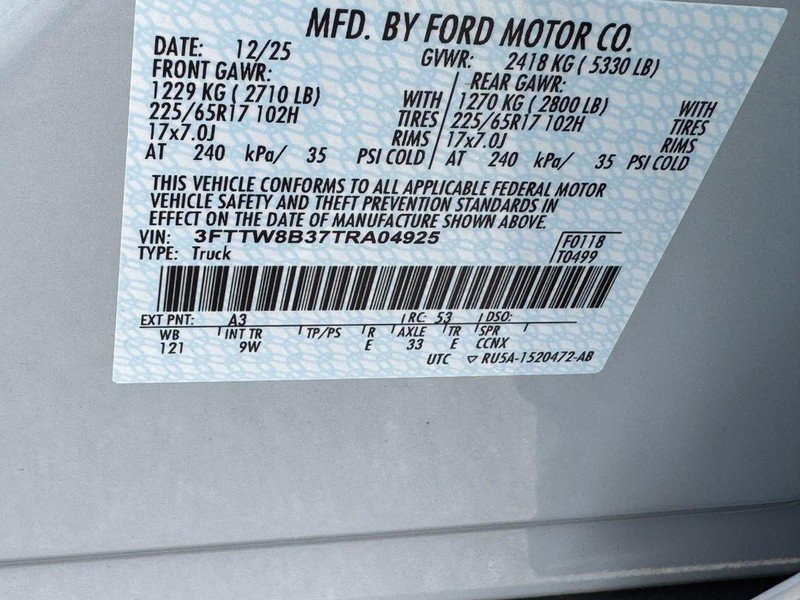 MFD. BY FORD MOTOR CO.
DATE: 12/25 GVWR: 2418 KG ( 5330 LB)
FRONT GAWR: REAR GAWR:
1229 KG ( 2710 LB) WITH 1270 KG ( 2800 LB) WITH
225/65R17 102H TIRES 225/65R17 102H TIRES
17x7.0J RIMS 17x7.0J RIMS
AT 240 kPa/ 35 PSI COLD AT 240 kPa/ 35 PSI COLD
THIS VEHICLE CONFORMS TO ALL APPLICABLE FEDERAL MOTOR
VEHICLE SAFETY AND THEFT PREVENTION STANDARDS IN
EFFECT ON THE DATE OF MANUFACTURE SHOWN ABOVE.
VIN: 3FTTW8B37TRA04925 F0118
TYPE: Truck T0499
EXT PNT: A3 RC: 53 DSO:
WB INT TR TP/PS R AXLE TR SPR
121 9W E 33 E CCNX
UTC RU5A-1520472-AB